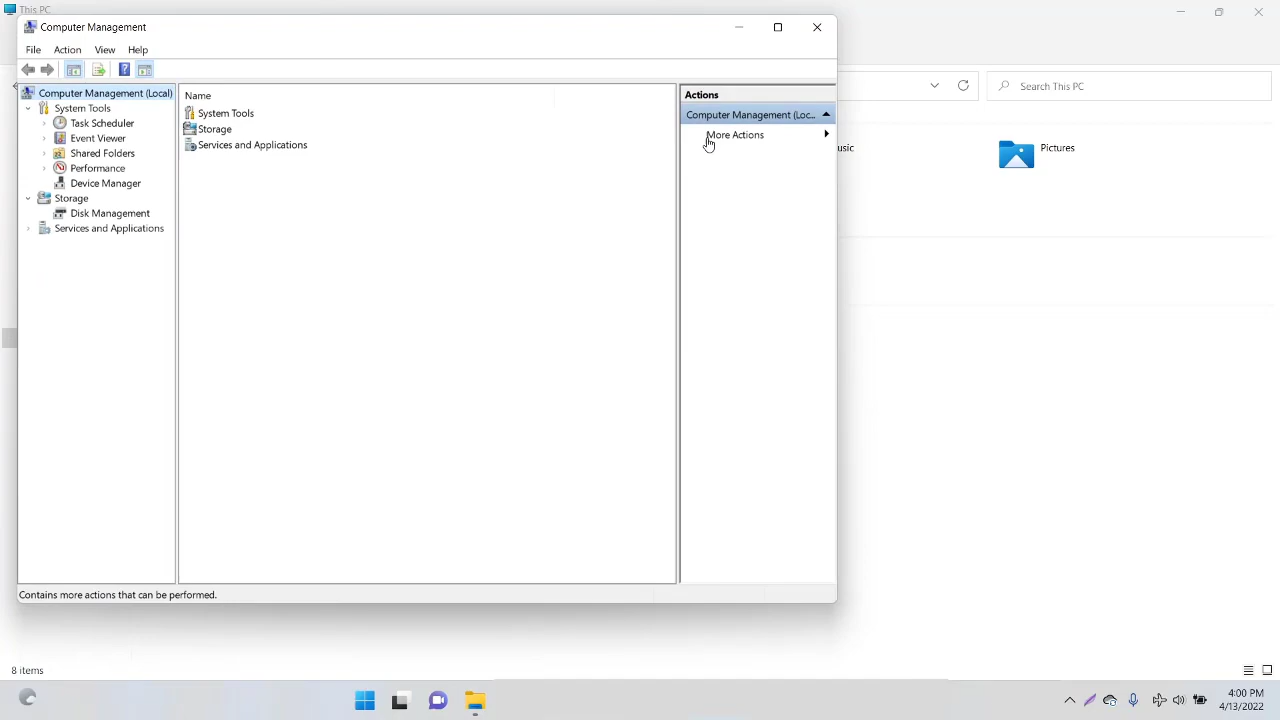 This PC
Computer Management
File Action View Help
Search This PC
Computer Management (Local)
System Tools
Task Scheduler
Event Viewer
Shared Folders
Performance
Device Manager
Storage
Disk Management
Services and Applications
Name
System Tools
Storage
Services and Applications
Actions
Computer Management (Loc...
More Actions
usic
Pictures
Contains more actions that can be performed.
8 items
4:00 PM
4/13/2022